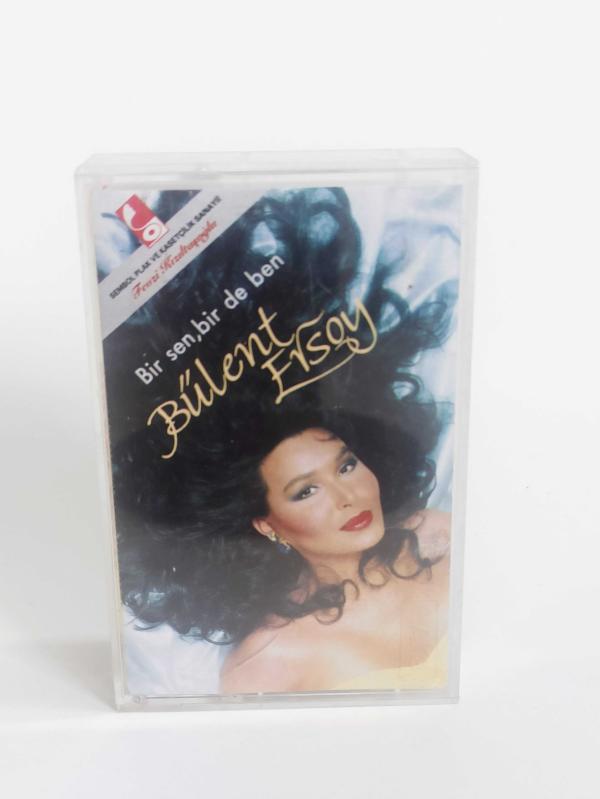 SEMBOL PLAK VE KASETÇİLİK SANAYİİ
Bir sen,bir de ben
Bülent
Ersoy